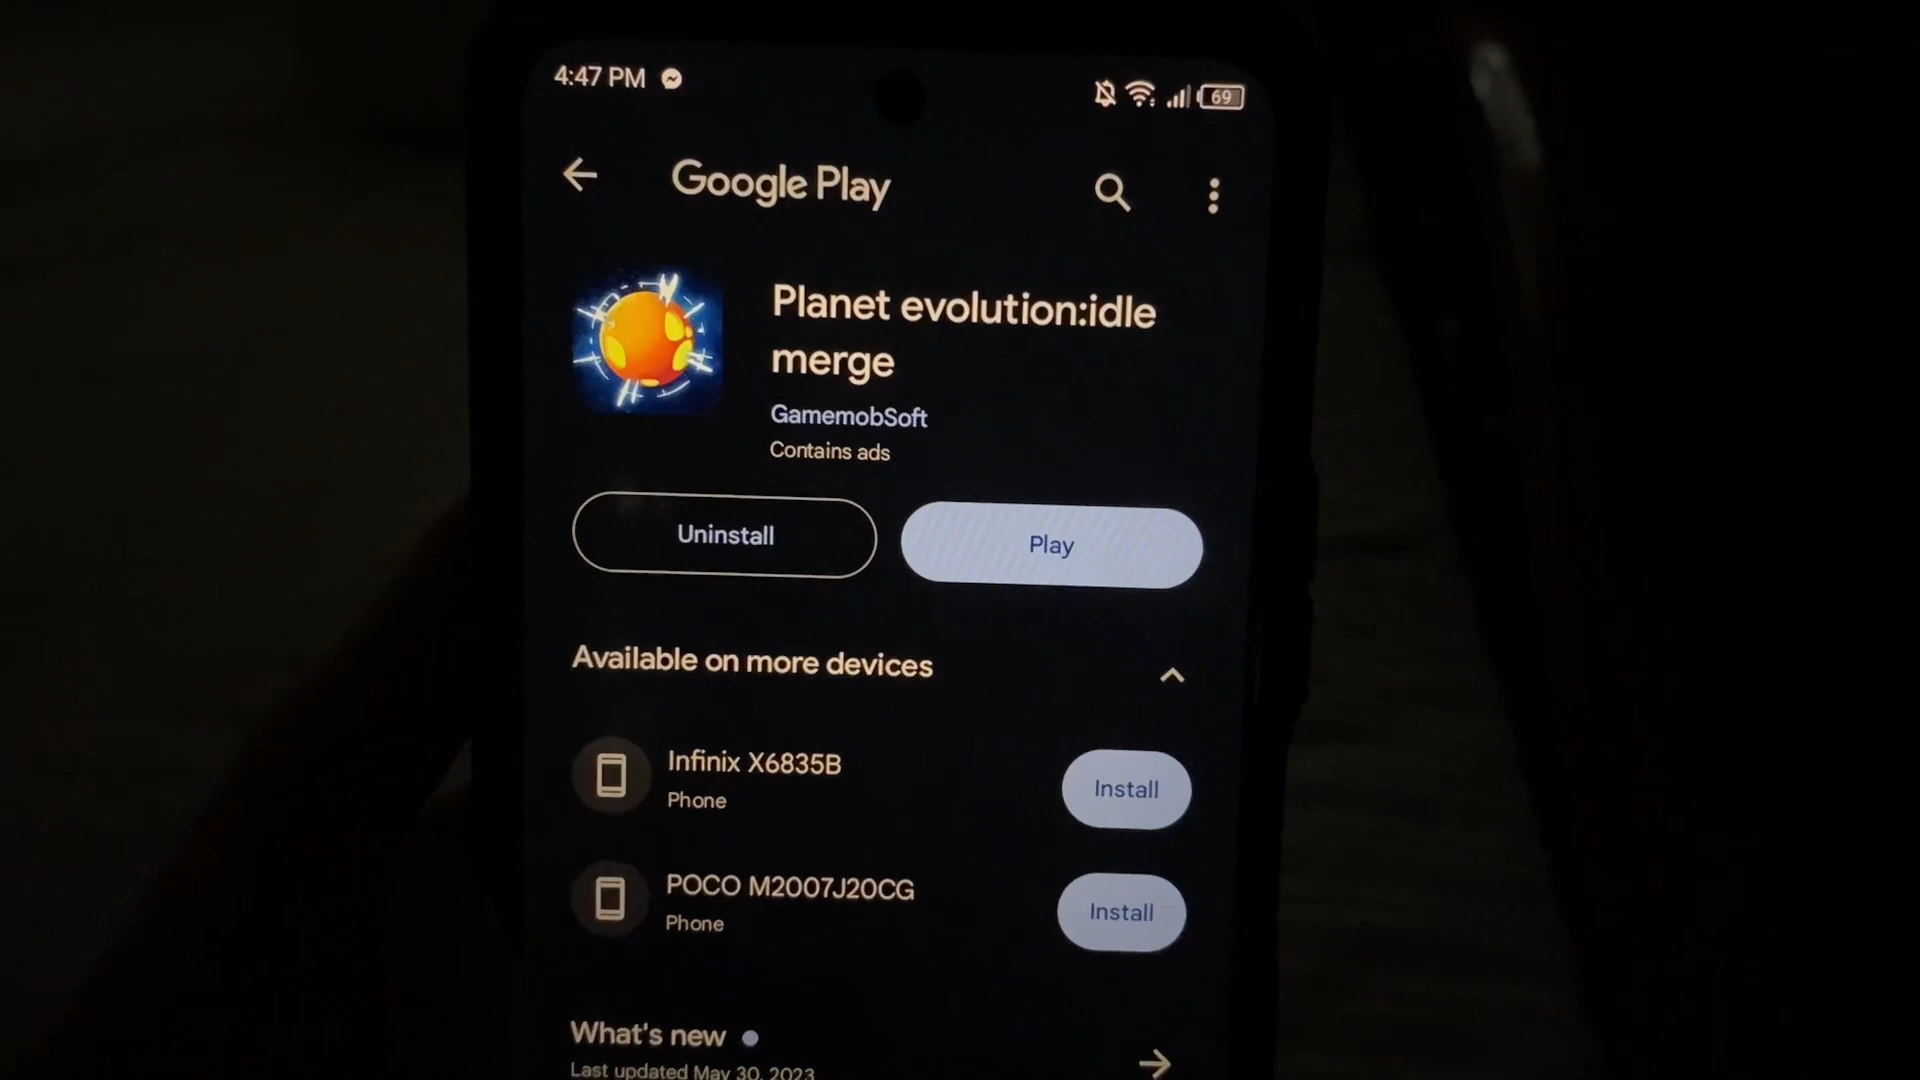 4:47 PM
69
Google Play
Planet evolution:idle
merge
GamemobSoft
Contains ads
Uninstall
Play
Available on more devices
Infinix X6835B
Phone
Install
POCO M2007J20CG
Phone
Install
What's new
Last updated May 30, 2023